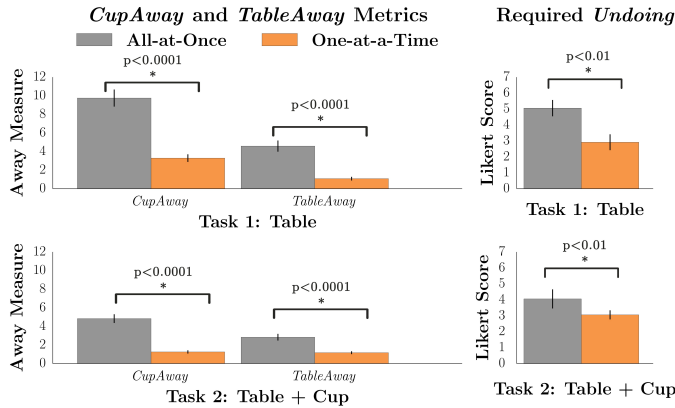 CupAway and TableAway Metrics
All-at-Once
One-at-a-Time
Away Measure
12
10
8
6
4
2
0
p<0.0001
*
p<0.0001
*
CupAway
TableAway
Task 1: Table
Required Undoing
Likert Score
7
6
5
4
3
2
1
0
p<0.01
*
Task 1: Table
Away Measure
12
10
8
6
4
2
0
p<0.0001
*
p<0.0001
*
CupAway
TableAway
Task 2: Table + Cup
Likert Score
7
6
5
4
3
2
1
0
p<0.01
*
Task 2: Table + Cup